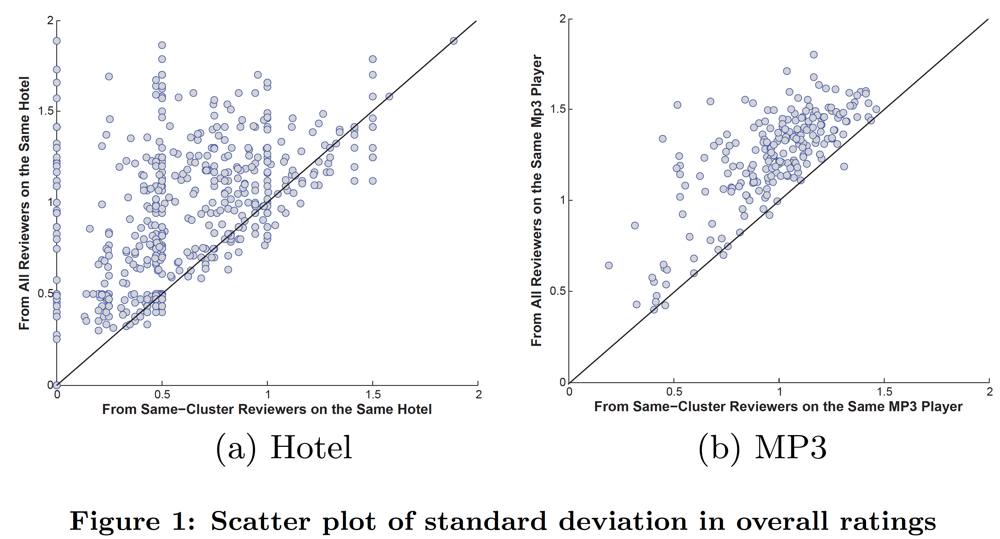 From All Reviewers on the Same Hotel
2
1.5
1
0.5
0
0 0.5 1 1.5 2
From Same−Cluster Reviewers on the Same Hotel
(a) Hotel
From All Reviewers on the Same Mp3 Player
2
1.5
1
0.5
0
0 0.5 1 1.5 2
From Same−Cluster Reviewers on the Same MP3 Player
(b) MP3
Figure 1: Scatter plot of standard deviation in overall ratings